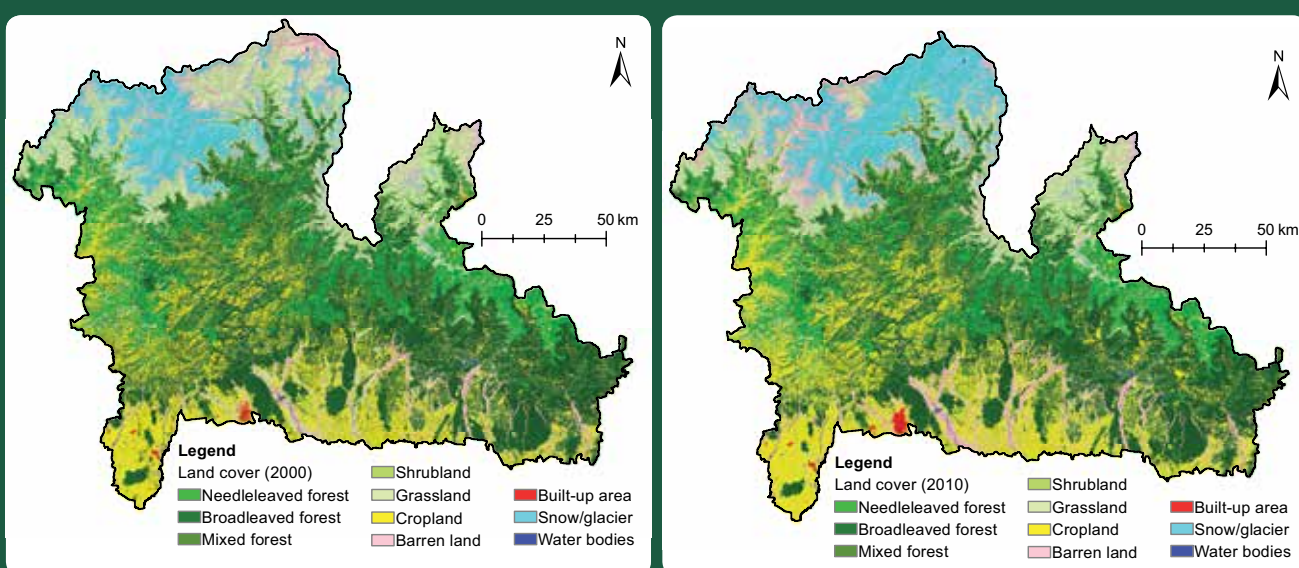 N
0 25 50 km
Legend
Land cover (2000)
Needleleaved forest
Broadleaved forest
Mixed forest
Shrubland
Grassland
Cropland
Barren land
Built-up area
Snow/glacier
Water bodies
N
0 25 50 km
Legend
Land cover (2010)
Needleleaved forest
Broadleaved forest
Mixed forest
Shrubland
Grassland
Cropland
Barren land
Built-up area
Snow/glacier
Water bodies